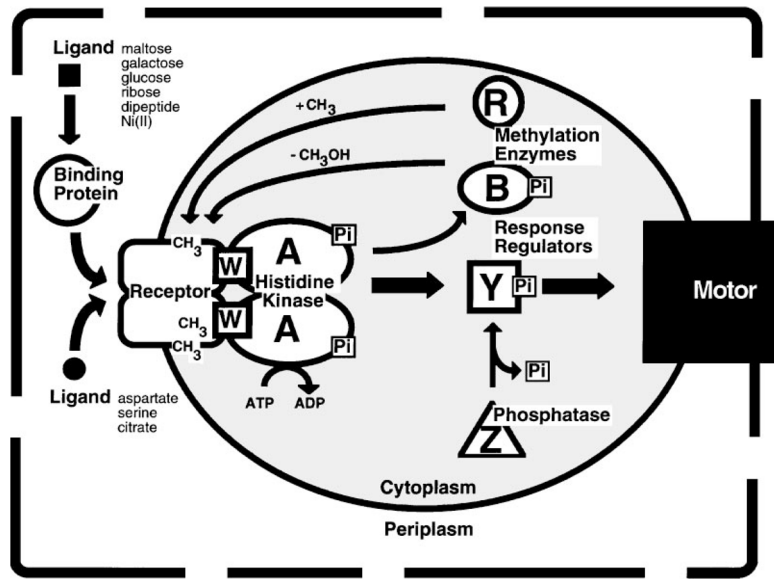 Ligand
maltose
galactose
glucose
ribose
dipeptide
Ni(II)
Binding
Protein
+CH3
- CH3OH
R
Methylation
Enzymes
B
Pi
Response
Regulators
Y
Pi
Motor
CH3
W
A
Pi
Receptor
Histidine
Kinase
CH3
CH3
W
A
Pi
ATP
ADP
Pi
Phosphatase
Z
Ligand
aspartate
serine
citrate
Cytoplasm
Periplasm